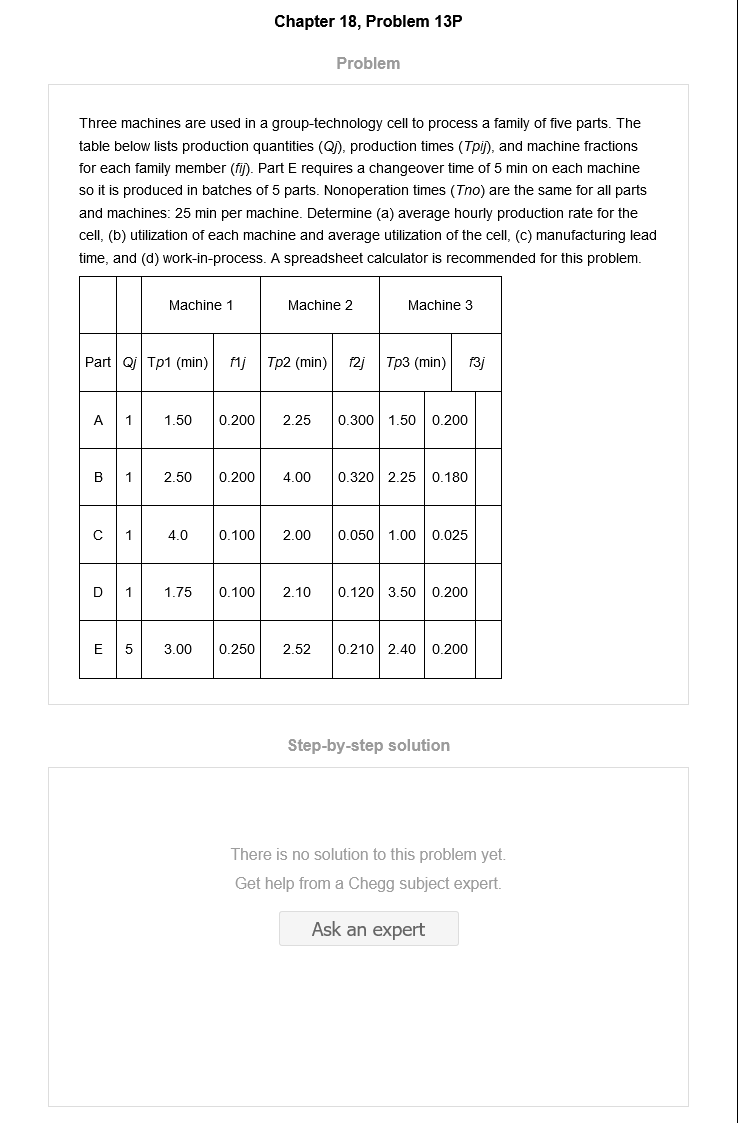 Chapter 18, Problem 13P
Problem
Three machines are used in a group-technology cell to process a family of five parts. The
table below lists production quantities (Qj), production times (Tpij), and machine fractions
for each family member (fij). Part E requires a changeover time of 5 min on each machine
so it is produced in batches of 5 parts. Nonoperation times (Tno) are the same for all parts
and machines: 25 min per machine. Determine (a) average hourly production rate for the
cell, (b) utilization of each machine and average utilization of the cell, (c) manufacturing lead
time, and (d) work-in-process. A spreadsheet calculator is recommended for this problem.
Machine 1 Machine 2 Machine 3
Part Qj Tp1 (min) f1j Tp2 (min) f2j Tp3 (min) f3j
A 1 1.50 0.200 2.25 0.300 1.50 0.200
B 1 2.50 0.200 4.00 0.320 2.25 0.180
C 1 4.0 0.100 2.00 0.050 1.00 0.025
D 1 1.75 0.100 2.10 0.120 3.50 0.200
E 5 3.00 0.250 2.52 0.210 2.40 0.200
Step-by-step solution
There is no solution to this problem yet.
Get help from a Chegg subject expert.
Ask an expert